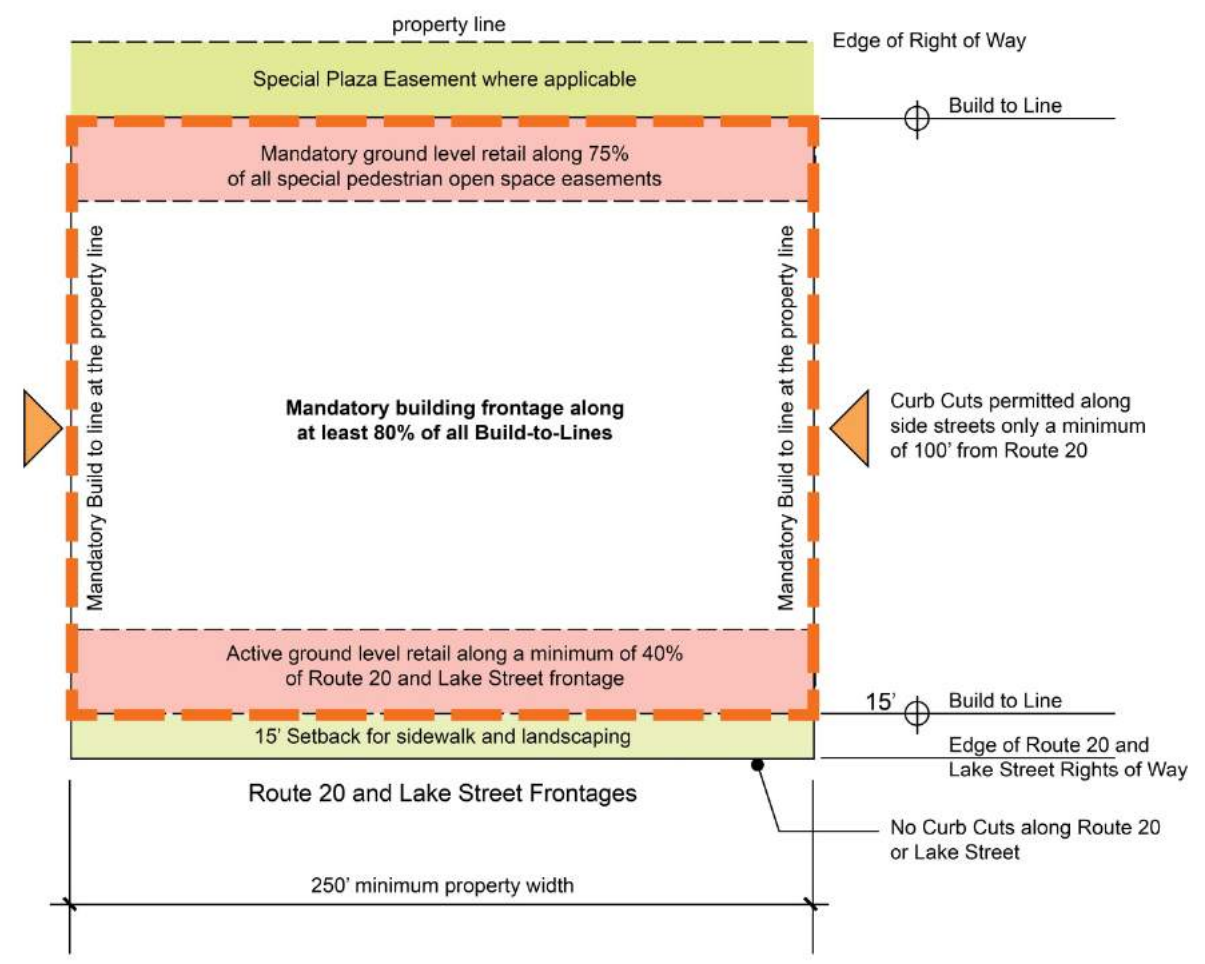 property line
Edge of Right of Way
Special Plaza Easement where applicable
Build to Line
Mandatory ground level retail along 75%
of all special pedestrian open space easements
Mandatory Build to line at the property line
Mandatory Build to line at the property line
Mandatory building frontage along
at least 80% of all Build-to-Lines
Curb Cuts permitted along
side streets only a minimum
of 100' from Route 20
Active ground level retail along a minimum of 40%
of Route 20 and Lake Street frontage
15'
Build to Line
15' Setback for sidewalk and landscaping
Edge of Route 20 and
Lake Street Rights of Way
Route 20 and Lake Street Frontages
No Curb Cuts along Route 20
or Lake Street
250' minimum property width